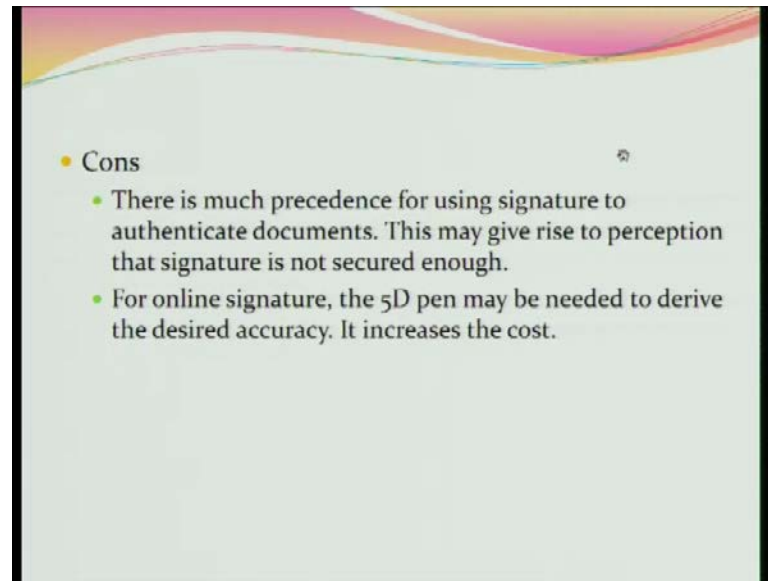 Cons
There is much precedence for using signature to
authenticate documents. This may give rise to perception
that signature is not secured enough.
For online signature, the 5D pen may be needed to derive
the desired accuracy. It increases the cost.